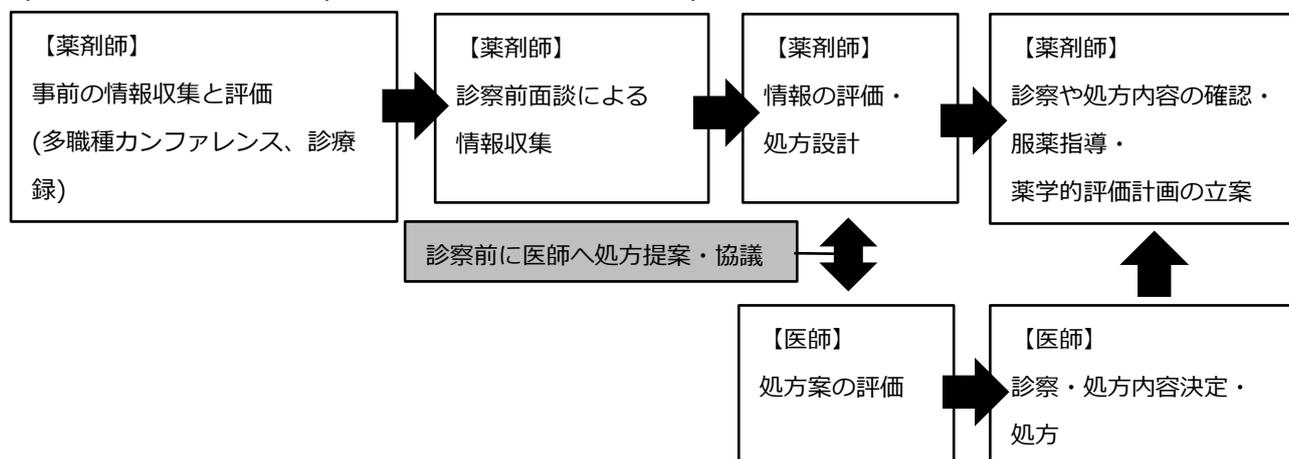 【薬剤師】
事前の情報収集と評価
(多職種カンファレンス、診療
録)
【薬剤師】
診察前面談による
情報収集
【薬剤師】
情報の評価・
処方設計
【薬剤師】
診察や処方内容の確認・
服薬指導・
薬学的評価計画の立案
診察前に医師へ処方提案・協議
【医師】
処方案の評価
【医師】
診察・処方内容決定・
処方